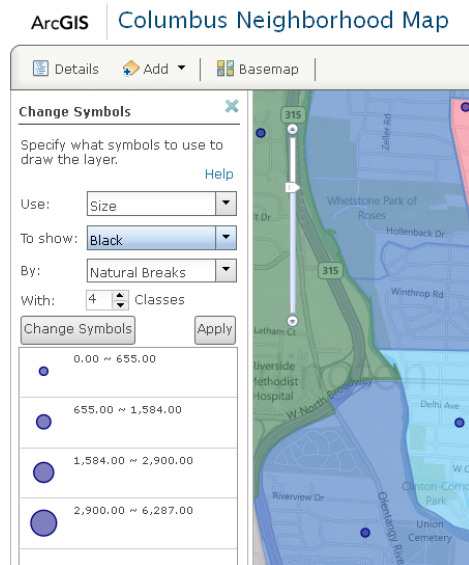 ArcGIS Columbus Neighborhood Map
Details Add Basemap
Change Symbols
Specify what symbols to use to
draw the layer.
Help
Use: Size
To show: Black
By: Natural Breaks
With: 4 Classes
Change Symbols Apply
0.00 ~ 655.00
655.00 ~ 1,584.00
1,584.00 ~ 2,900.00
2,900.00 ~ 6,287.00
315
Zeller Rd
Whetstone Park of
Roses
Hollenback Dr
315
Winthrop Rd
Latham Ct
Riverside
Methodist
Hospital
W North Broadway
Delhi Ave
Clinton-Como
Park
Riverview Dr
Olentangy River
Union
Cemetery